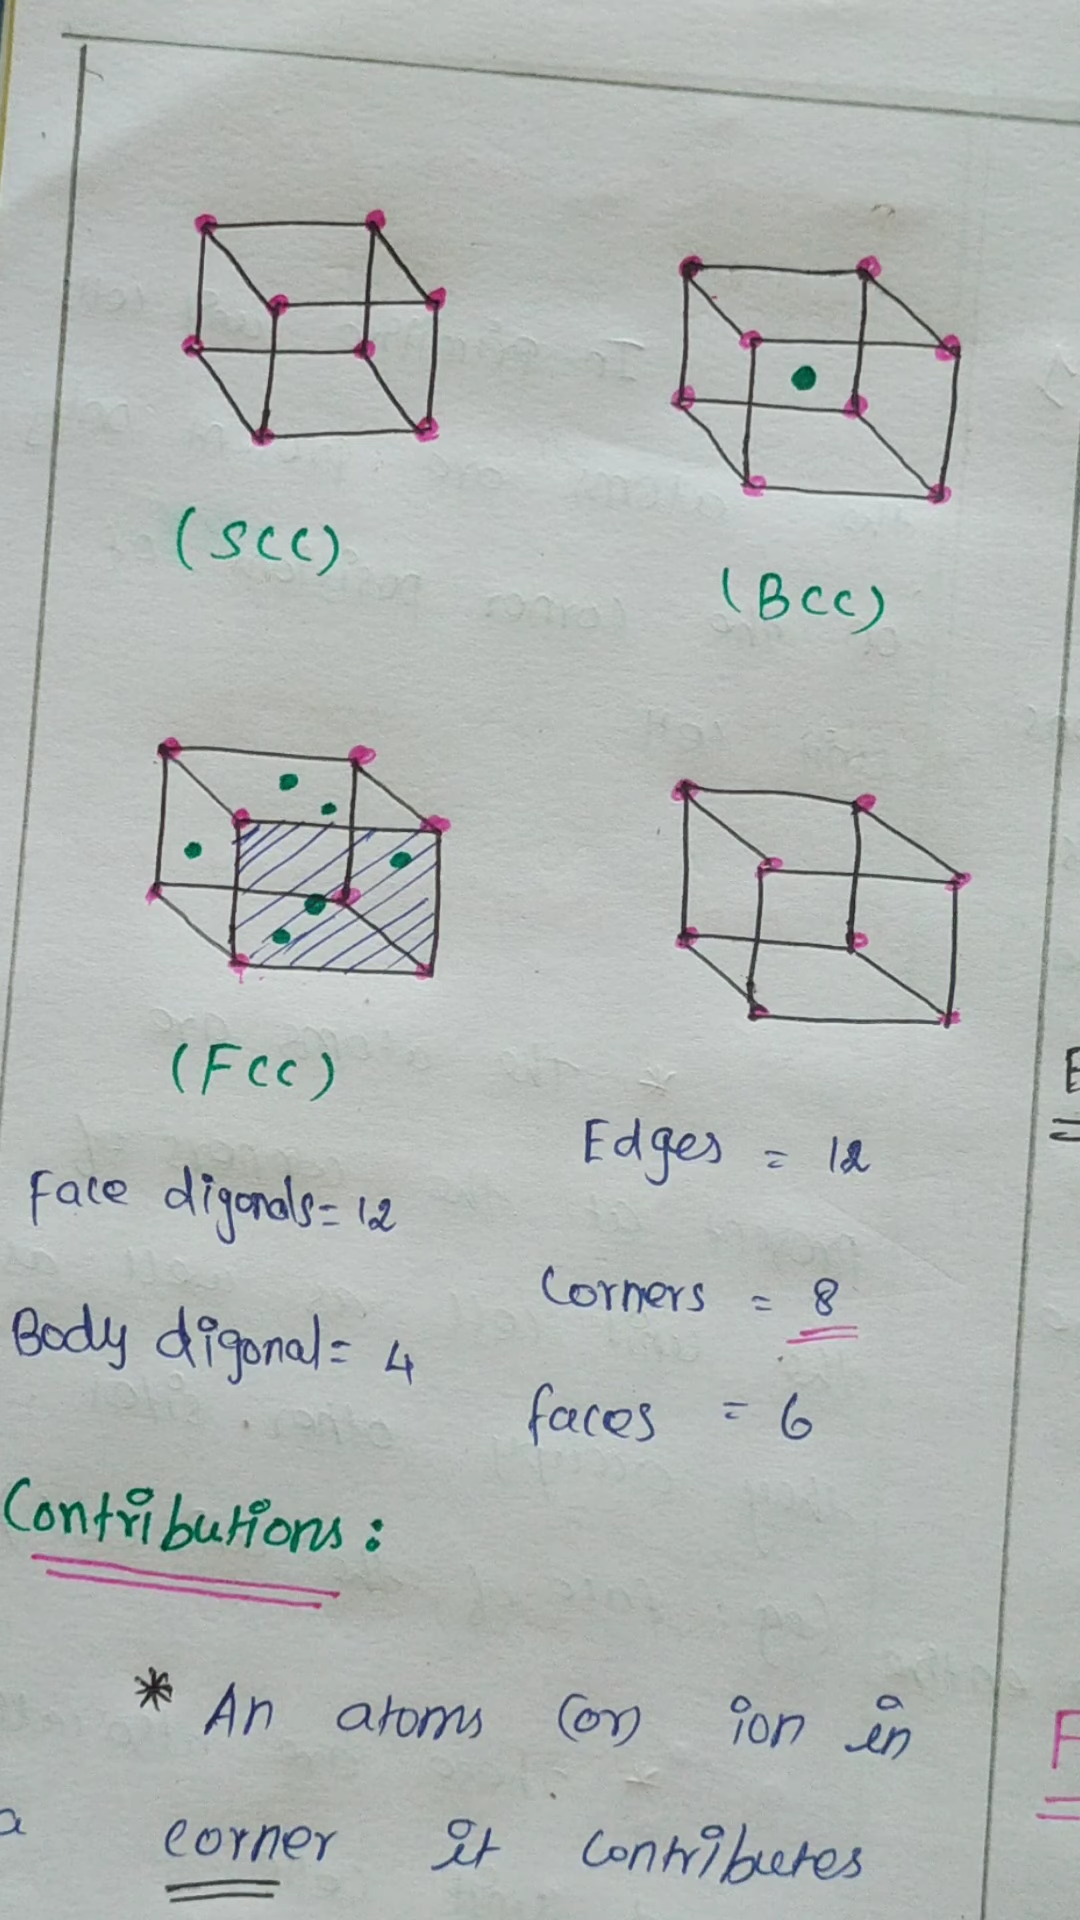 (SCC)
(BCC)
(FCC)
Edges = 12
Face digonals= 12
Corners = 8
Body digonal= 4
faces = 6
Contributions:
* An atoms (or) ion in
a corner it contributes